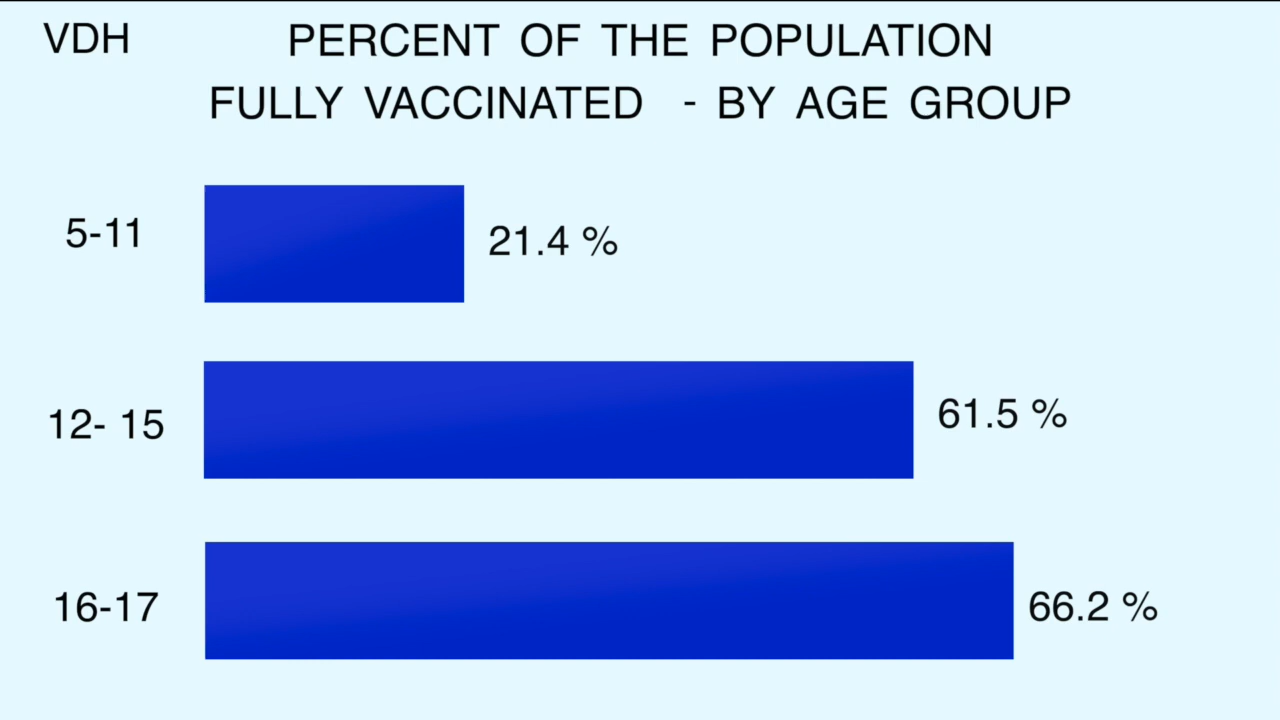 VDH
PERCENT OF THE POPULATION
FULLY VACCINATED - BY AGE GROUP
5-11
21.4 %
12- 15
61.5 %
16-17
66.2 %